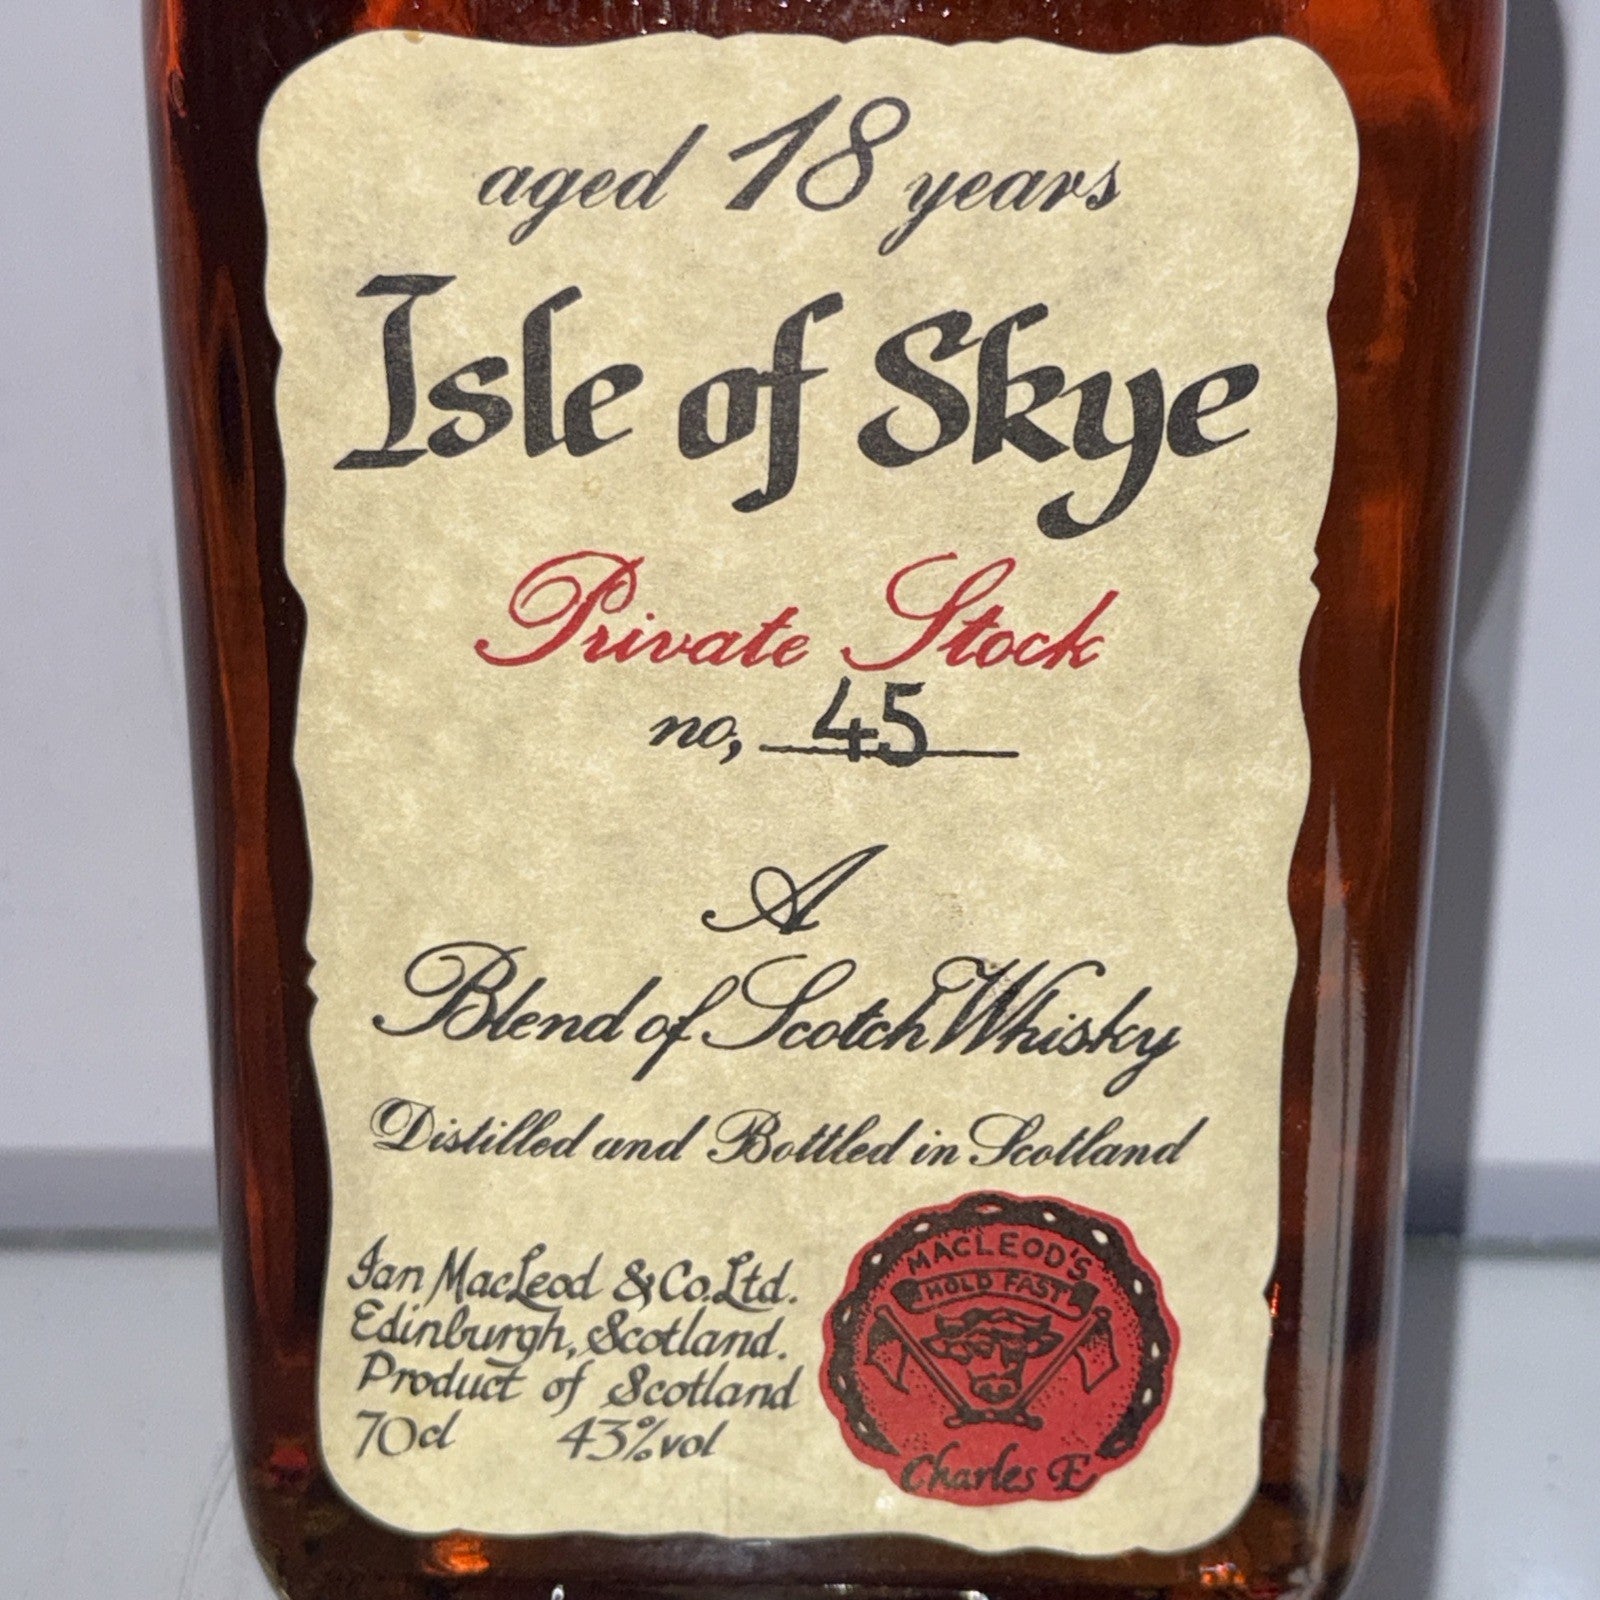 aged 18 years
Isle of Skye
Private Stock
no, 45
A
Blend of Scotch Whisky
Distilled and Bottled in Scotland
Ian MacLeod & Co. Ltd.
Edinburgh, Scotland.
Product of Scotland
70cl 43% vol
MACLEOD'S
HOLD FAST
Charles E